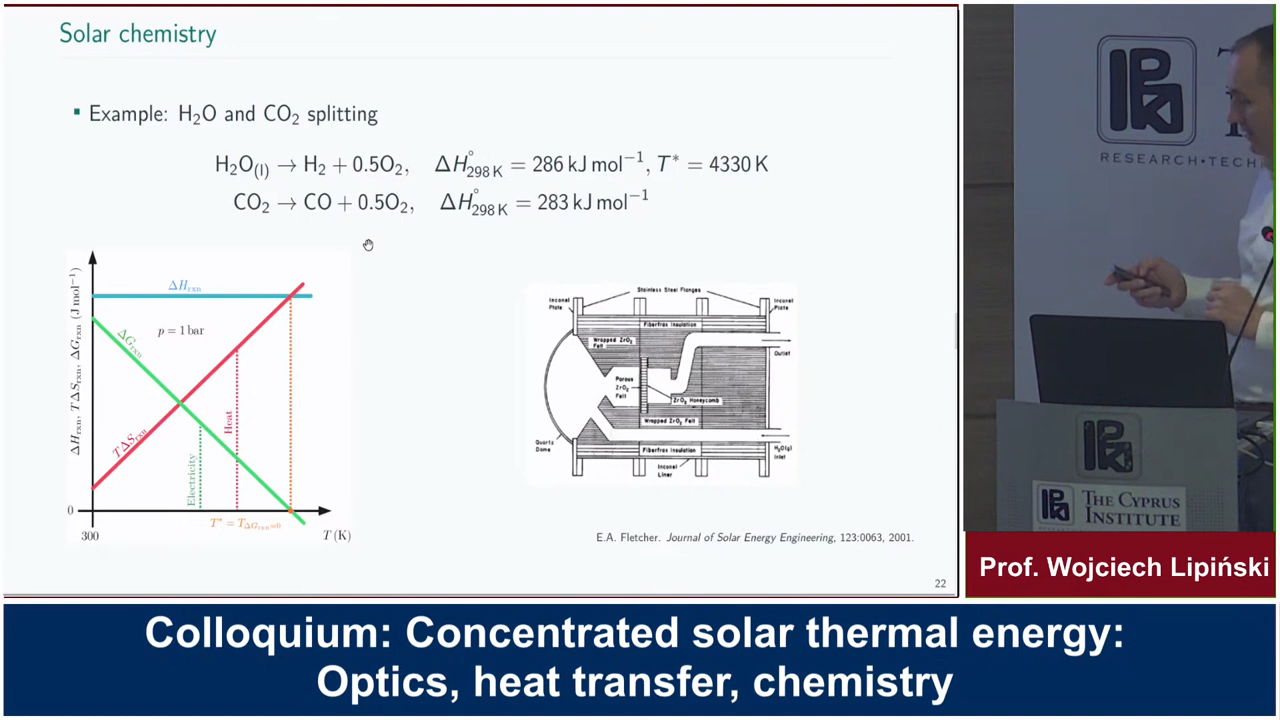 Solar chemistry
▪ Example: H₂O and CO₂ splitting
H₂O₍ₗ₎ → H₂ + 0.5O₂, ΔH°₂₉₈ K = 286 kJ mol⁻¹, T* = 4330 K
CO₂ → CO + 0.5O₂, ΔH°₂₉₈ K = 283 kJ mol⁻¹
ΔHrxn, TΔSrxn, ΔGrxn (J mol⁻¹)
ΔHrxn
p = 1 bar
ΔGrxn
TΔSrxn
Electricity
Heat
0
T* = TΔGrxn=0
300
T (K)
Stainless Steel Flanges
Inconel
Plate
Inconel
Plate
Fiberfrax Insulation
Wrapped ZrO₂
Felt
Outlet
Porous
ZrO₂
Felt
ZrO₂ Honeycomb
Wrapped ZrO₂ Felt
Quartz
Dome
Fiberfrax Insulation
H₂O(g)
Inlet
Inconel
Liner
E.A. Fletcher. Journal of Solar Energy Engineering, 123:0063, 2001.
22
RESEARCH•TECH
THE CYPRUS
INSTITUTE
Prof. Wojciech Lipiński
Colloquium: Concentrated solar thermal energy:
Optics, heat transfer, chemistry